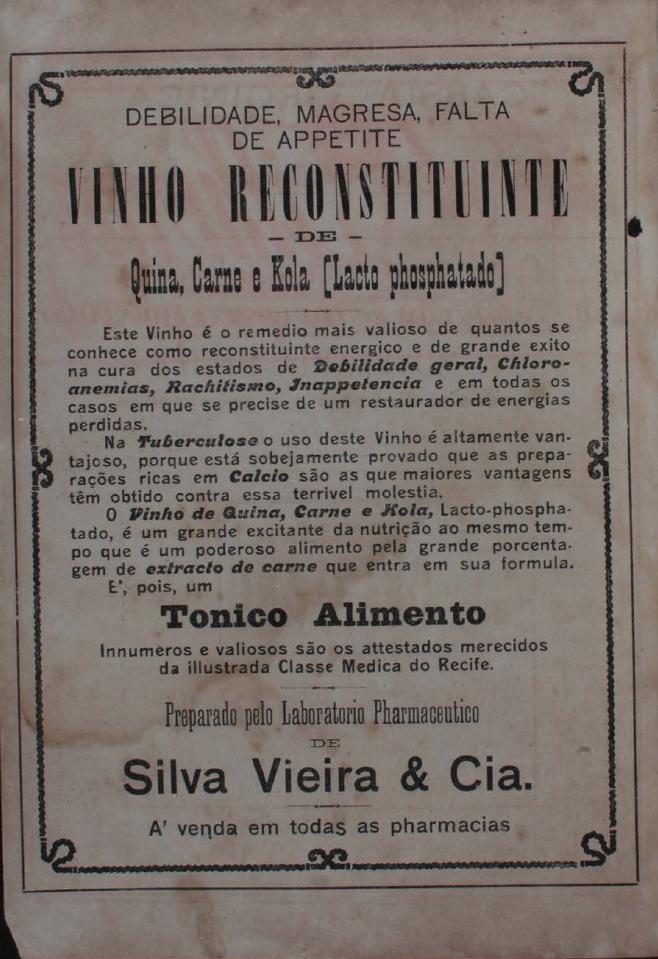 DEBILIDADE, MAGRESA, FALTA
DE APPETITE
VINHO RECONSTITUINTE
— DE —
Quina, Carne e Kola [Lacto phosphatado]
Este Vinho é o remedio mais valioso de quantos se
conhece como reconstituinte energico e de grande exito
na cura dos estados de Debilidade geral, Chloro-
anemias, Rachitismo, Inappetencia e em todas os
casos em que se precise de um restaurador de energias
perdidas.
Na Tuberculose o uso deste Vinho é altamente van-
tajoso, porque está sobejamente provado que as prepa-
rações ricas em Calcio são as que maiores vantagens
têm obtido contra essa terrivel molestia.
O Vinho de Quina, Carne e Kola, Lacto-phospha-
tado, é um grande excitante da nutrição ao mesmo tem-
po que é um poderoso alimento pela grande porcenta-
gem de extracto de carne que entra em sua formula.
E', pois, um
Tonico Alimento
Innumeros e valiosos são os attestados merecidos
da illustrada Classe Medica do Recife.
Preparado pelo Laboratorio Pharmaceutico
DE
Silva Vieira & Cia.
A' venda em todas as pharmacias